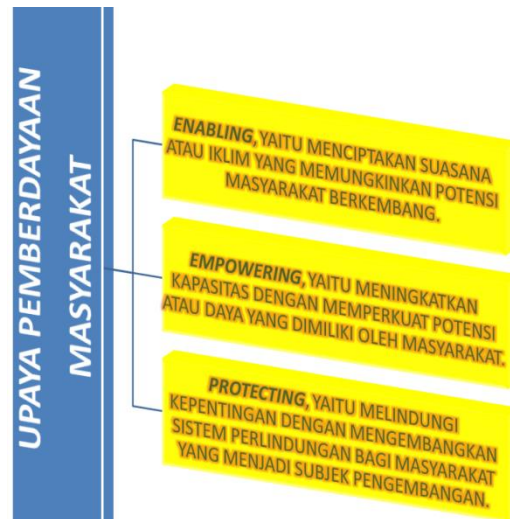 UPAYA PEMBERDAYAAN
MASYARAKAT
ENABLING, YAITU MENCIPTAKAN SUASANA
ATAU IKLIM YANG MEMUNGKINKAN POTENSI
MASYARAKAT BERKEMBANG.
EMPOWERING, YAITU MENINGKATKAN
KAPASITAS DENGAN MEMPERKUAT POTENSI
ATAU DAYA YANG DIMILIKI OLEH MASYARAKAT.
PROTECTING, YAITU MELINDUNGI
KEPENTINGAN DENGAN MENGEMBANGKAN
SISTEM PERLINDUNGAN BAGI MASYARAKAT
YANG MENJADI SUBJEK PENGEMBANGAN.